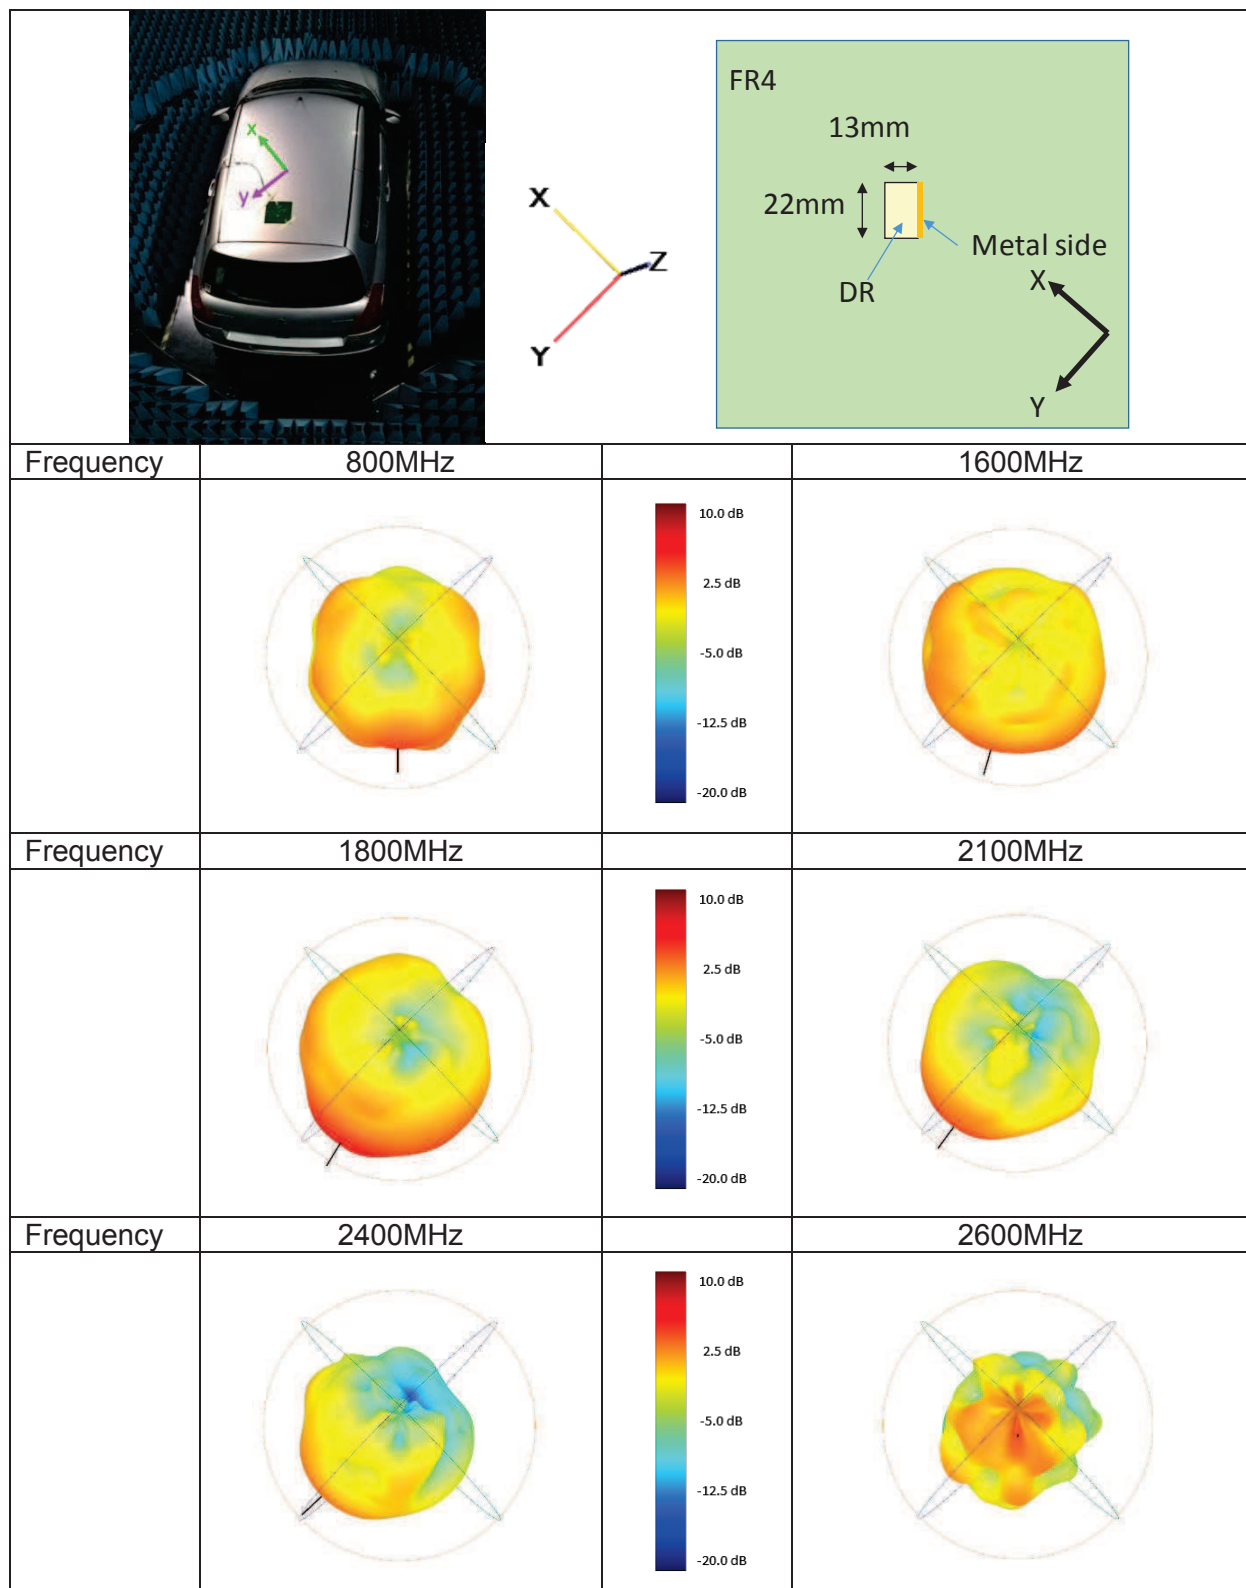 x
y
X
Z
Y
FR4
13mm
22mm
Metal side
DR
X
Y
Frequency 800MHz 1600MHz
10.0 dB
2.5 dB
-5.0 dB
-12.5 dB
-20.0 dB
Frequency 1800MHz 2100MHz
10.0 dB
2.5 dB
-5.0 dB
-12.5 dB
-20.0 dB
Frequency 2400MHz 2600MHz
10.0 dB
2.5 dB
-5.0 dB
-12.5 dB
-20.0 dB